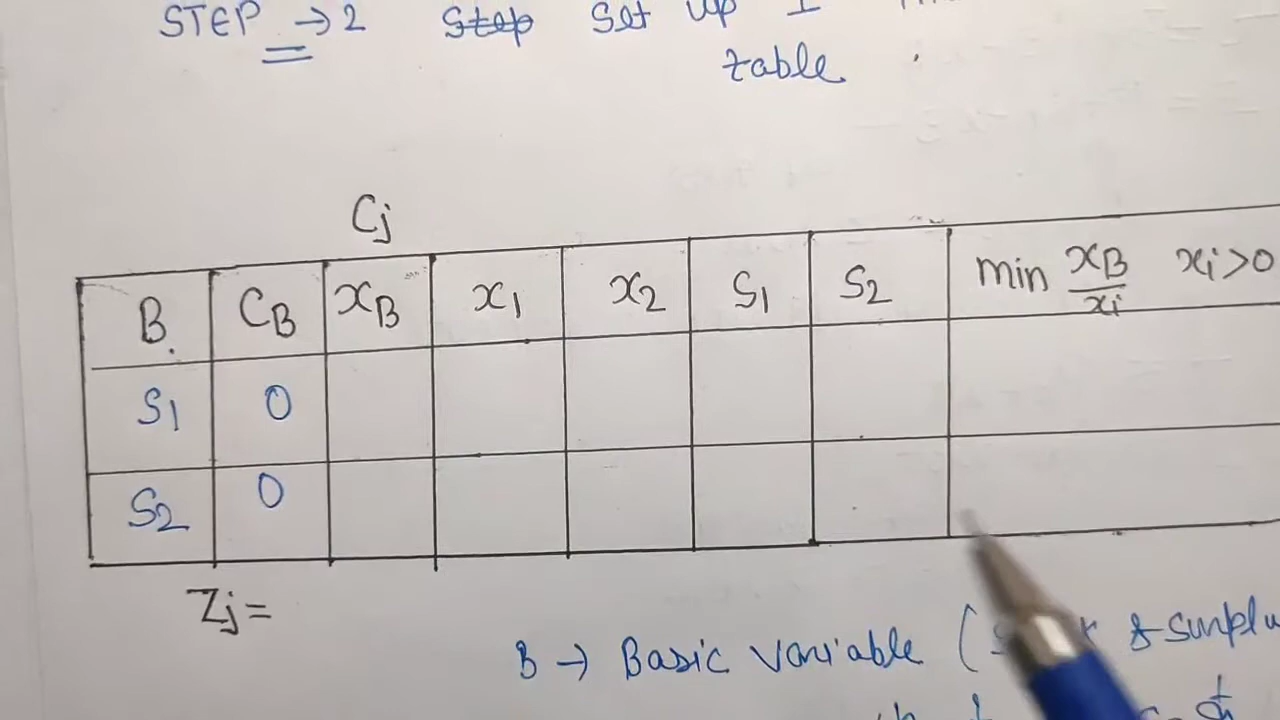 STEP → 2 Step Set up I
table
Cj
B CB XB x1 x2 S1 S2 min XB/xi xi>0
S1 0
S2 0
Zj =
B → Basic variable ( & surplu